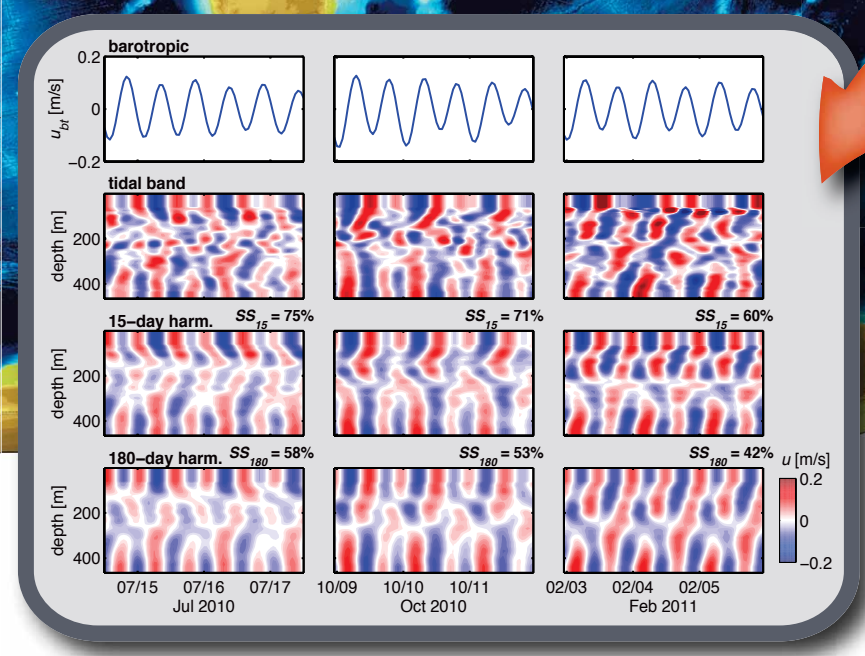 barotropic
0.2
0
−0.2
u_bt [m/s]
tidal band
200
400
depth [m]
15−day harm. SS_15 = 75% SS_15 = 71% SS_15 = 60%
200
400
depth [m]
180−day harm. SS_180 = 58% SS_180 = 53% SS_180 = 42% u [m/s]
200
400
depth [m]
0.2
0
−0.2
07/15 07/16 07/17 10/09 10/10 10/11 02/03 02/04 02/05
Jul 2010 Oct 2010 Feb 2011